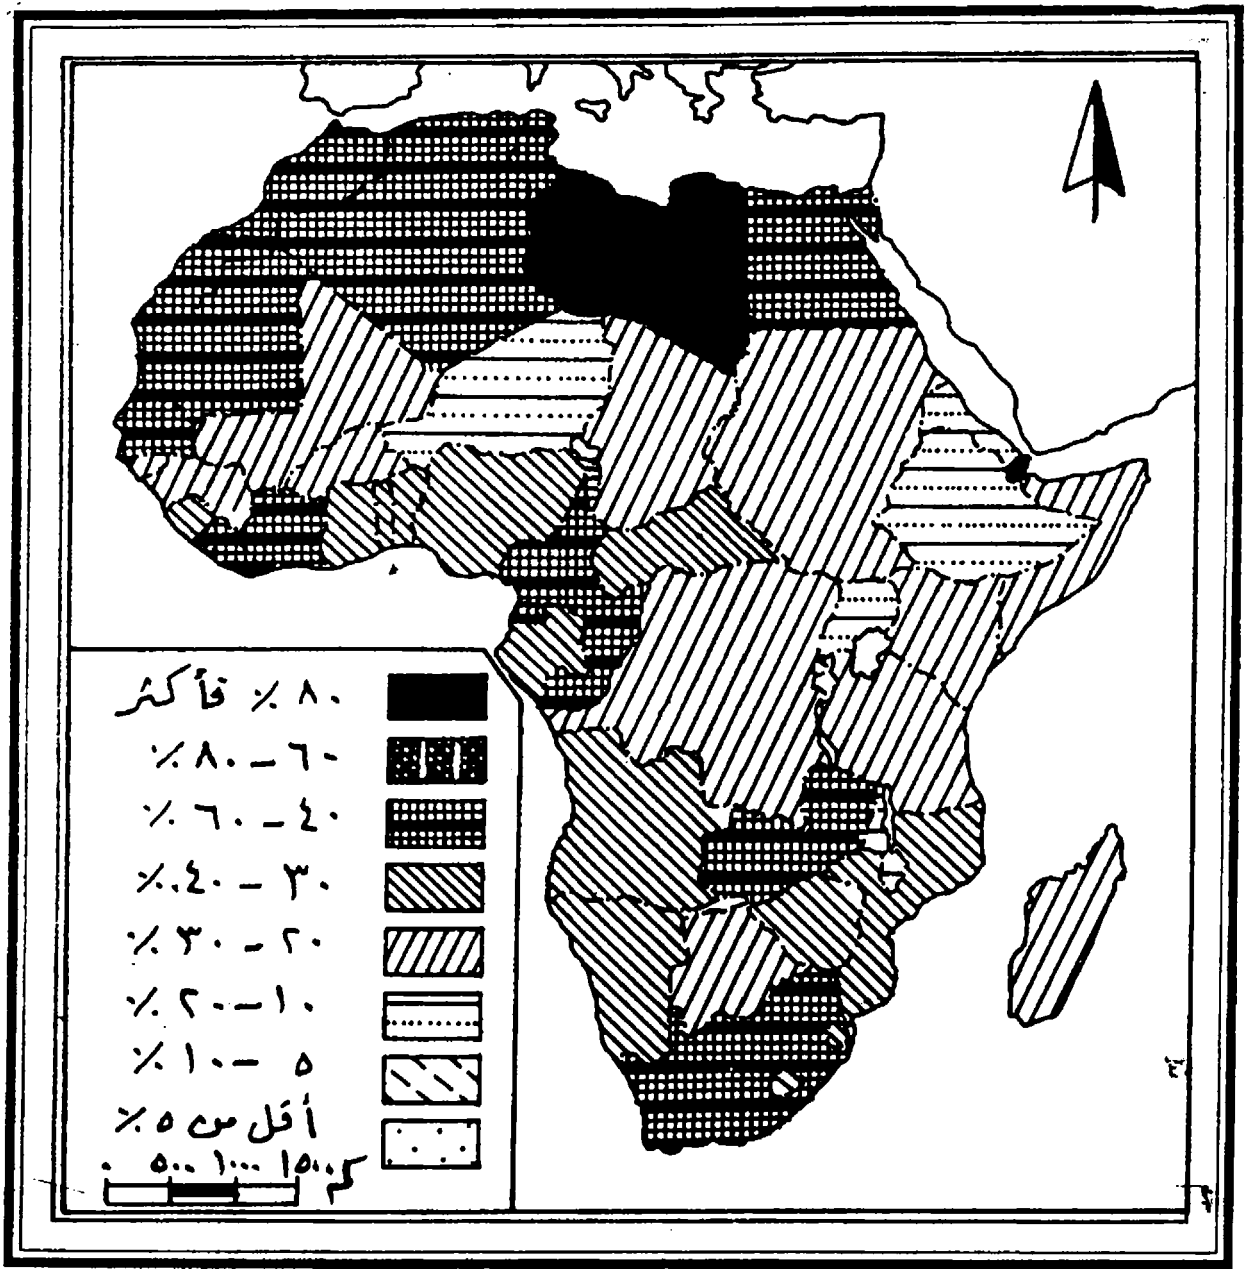 ٨٠ ٪ فأكثر
٦٠ – ٨٠ ٪
٤٠ – ٦٠ ٪
٣٠ – ٤٠ ٪
٢٠ – ٣٠ ٪
١٠ – ٢٠ ٪
٥ – ١٠ ٪
أقل من ٥ ٪
٠ ٥٠٠ ١٠٠٠ ١٥٠٠ كم